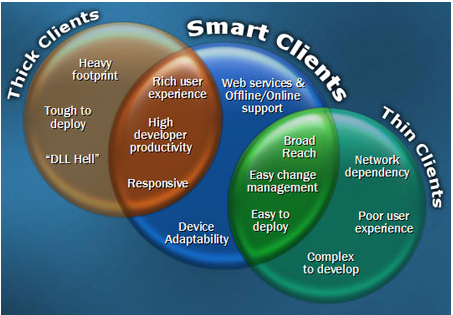 Thick Clients
Smart Clients
Thin Clients
Heavy
footprint
Tough to
deploy
“DLL Hell”
Rich user
experience
High
developer
productivity
Responsive
Web services &
Offline/Online
support
Device
Adaptability
Broad
Reach
Easy change
management
Easy to
deploy
Network
dependency
Poor user
experience
Complex
to develop